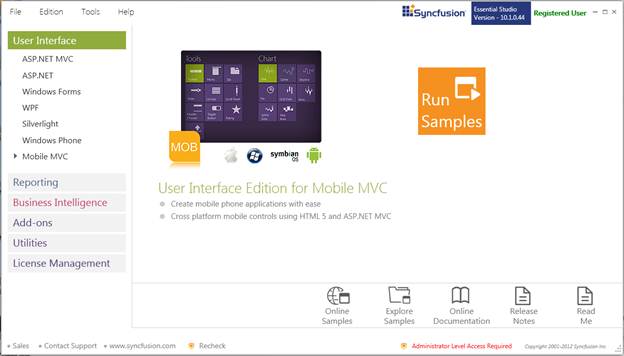 File Edition Tools Help
Syncfusion
Essential Studio
Version - 10.1.0.44
Registered User
User Interface
ASP.NET MVC
ASP.NET
Windows Forms
WPF
Silverlight
Windows Phone
Mobile MVC
Reporting
Business Intelligence
Add-ons
Utilities
License Management
Tools Chart
MOB
symbian
OS
Run
Samples
User Interface Edition for Mobile MVC
Create mobile phone applications with ease
Cross platform mobile controls using HTML 5 and ASP.NET MVC
Online
Samples
Explore
Samples
Online
Documentation
Release
Notes
Read
Me
Sales Contact Support www.syncfusion.com Recheck Administrator Level Access Required Copyright 2001-2012 Syncfusion Inc